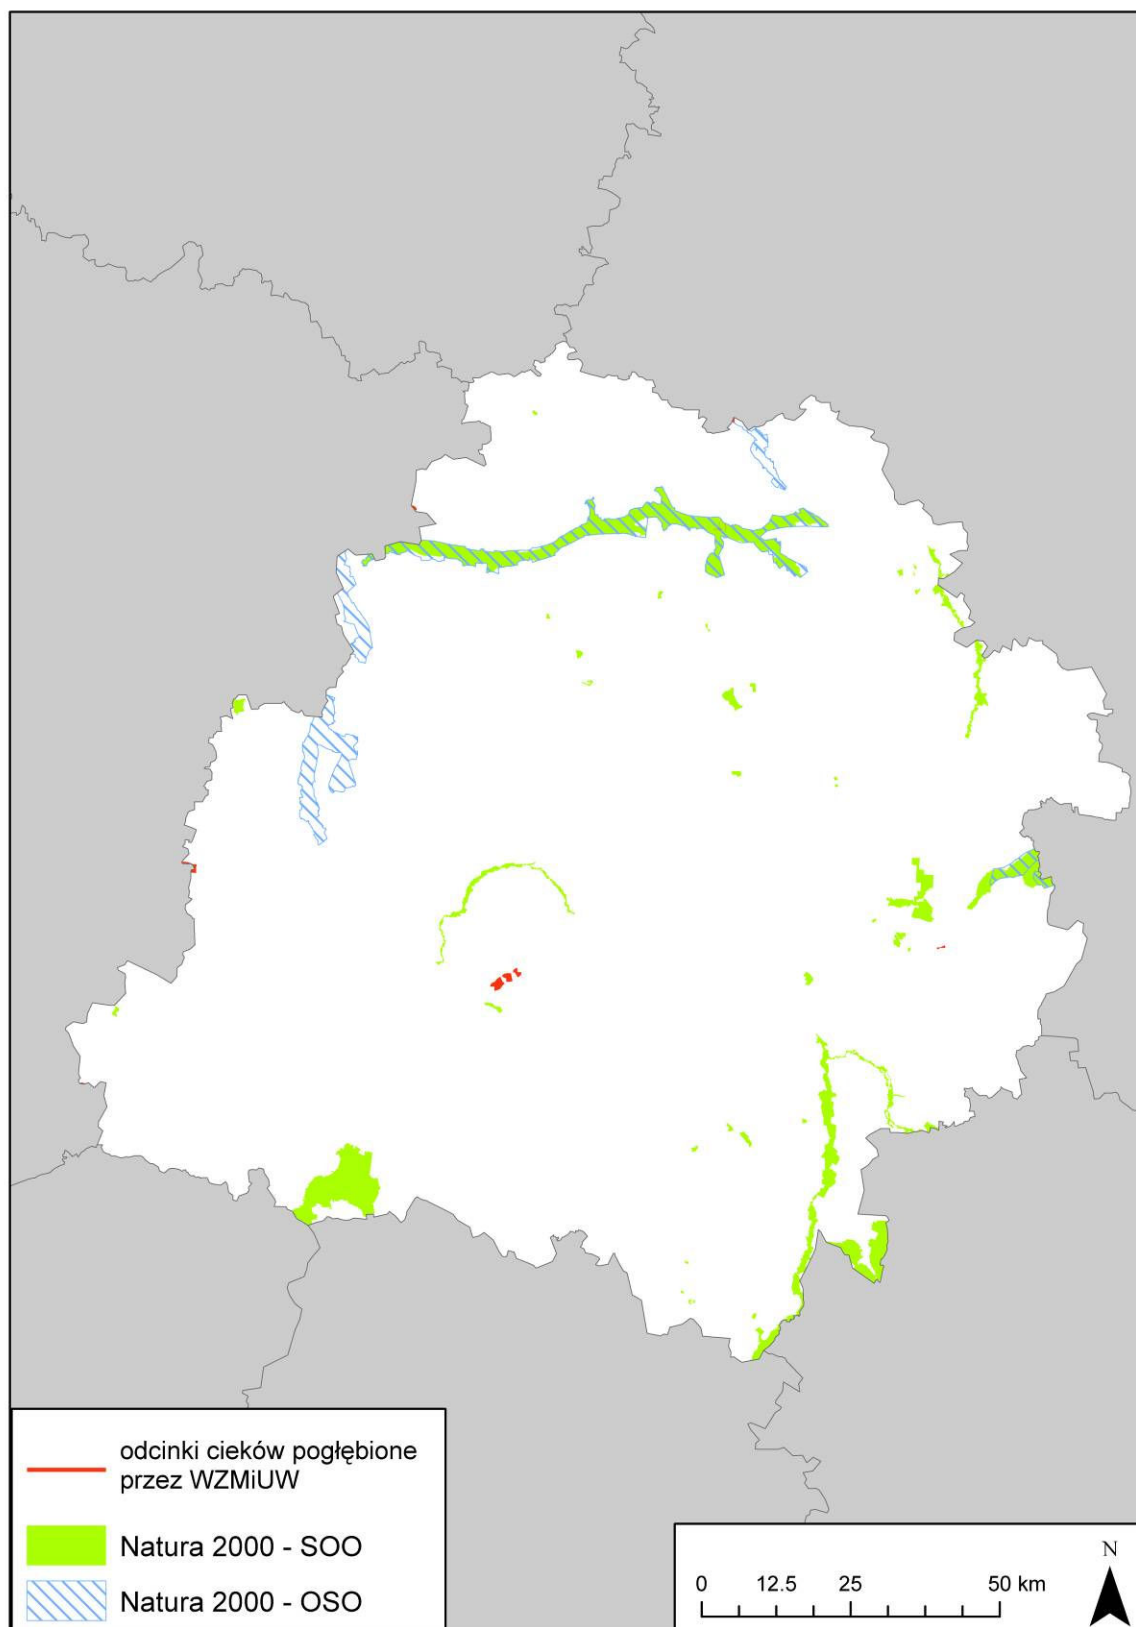 odcinki cieków pogłębione
przez WZMiUW
Natura 2000 - SOO
Natura 2000 - OSO
N
0 12.5 25 50 km